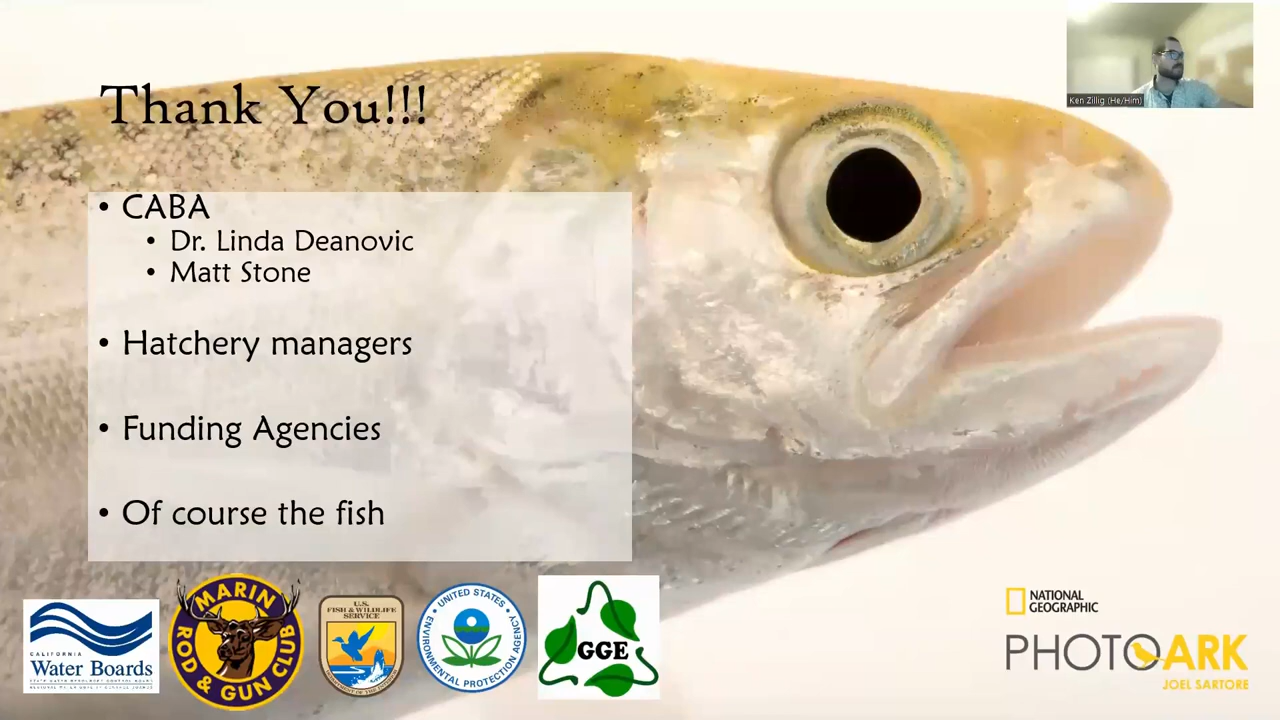 Thank You!!!
Ken Zillig (He/Him)
• CABA
• Dr. Linda Deanovic
• Matt Stone
• Hatchery managers
• Funding Agencies
• Of course the fish
CALIFORNIA
Water Boards
MARIN
ROD & GUN CLUB
U.S.
FISH & WILDLIFE
SERVICE
UNITED STATES
ENVIRONMENTAL PROTECTION AGENCY
GGE
NATIONAL
GEOGRAPHIC
PHOTO ARK
JOEL SARTORE